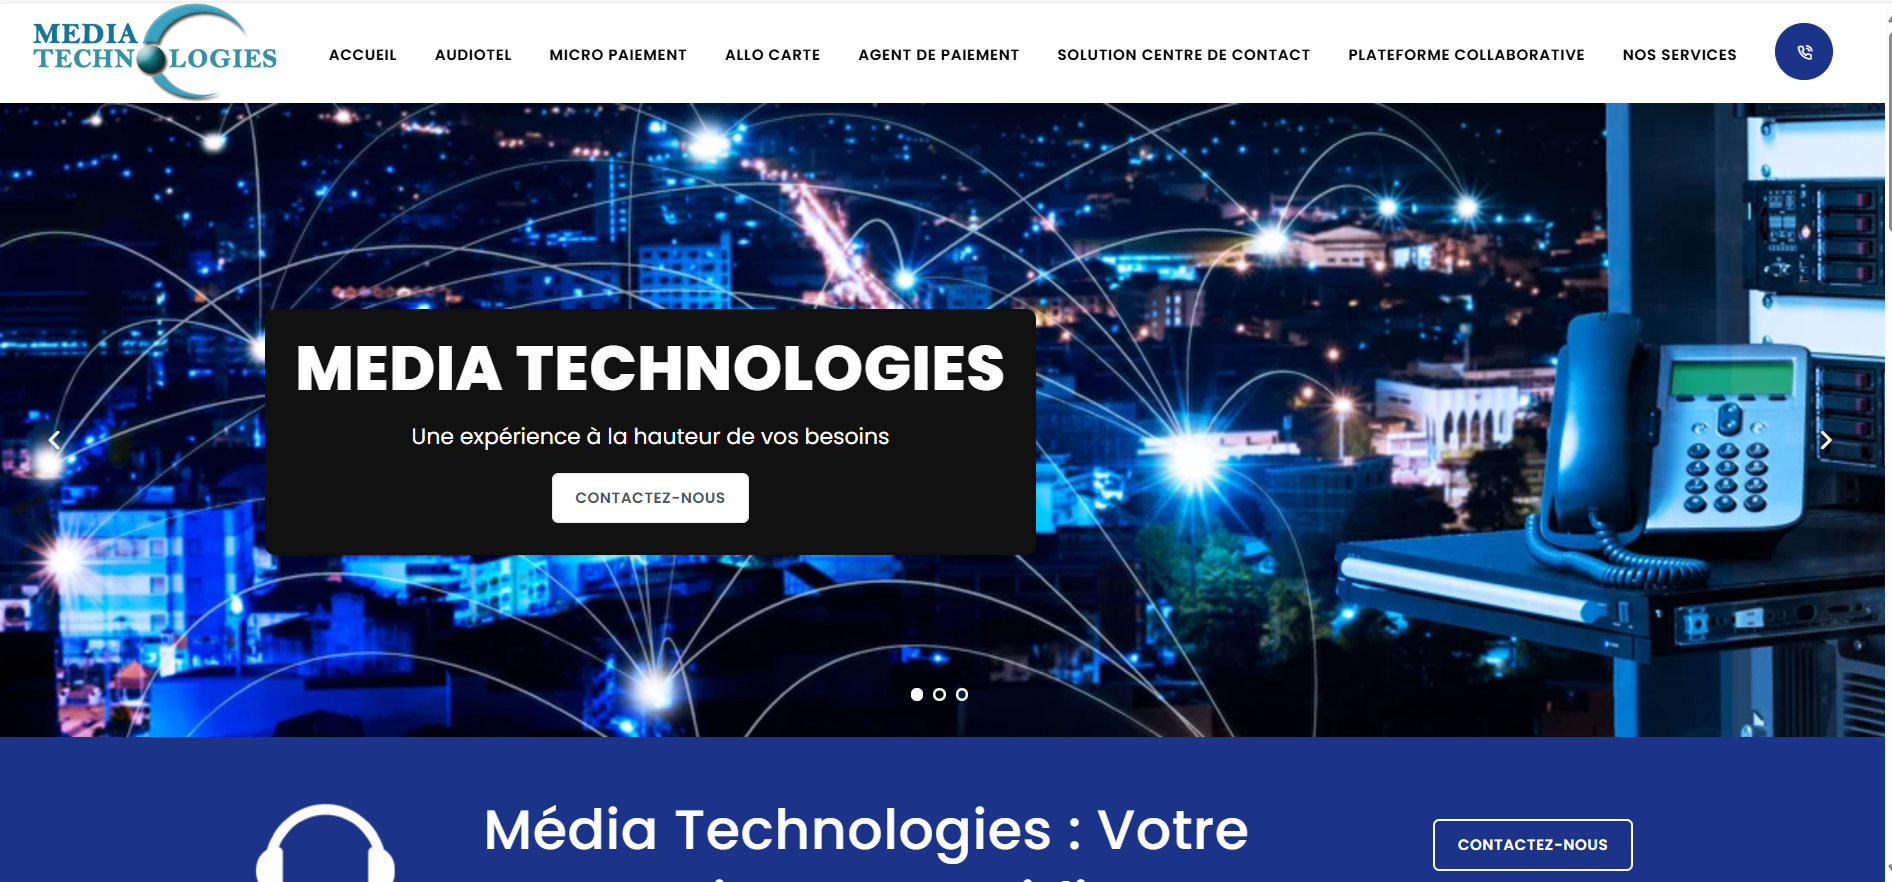 MEDIA
TECHNOLOGIES
ACCUEIL AUDIOTEL MICRO PAIEMENT ALLO CARTE AGENT DE PAIEMENT SOLUTION CENTRE DE CONTACT PLATEFORME COLLABORATIVE NOS SERVICES
MEDIA TECHNOLOGIES
Une expérience à la hauteur de vos besoins
CONTACTEZ-NOUS
Média Technologies : Votre
CONTACTEZ-NOUS